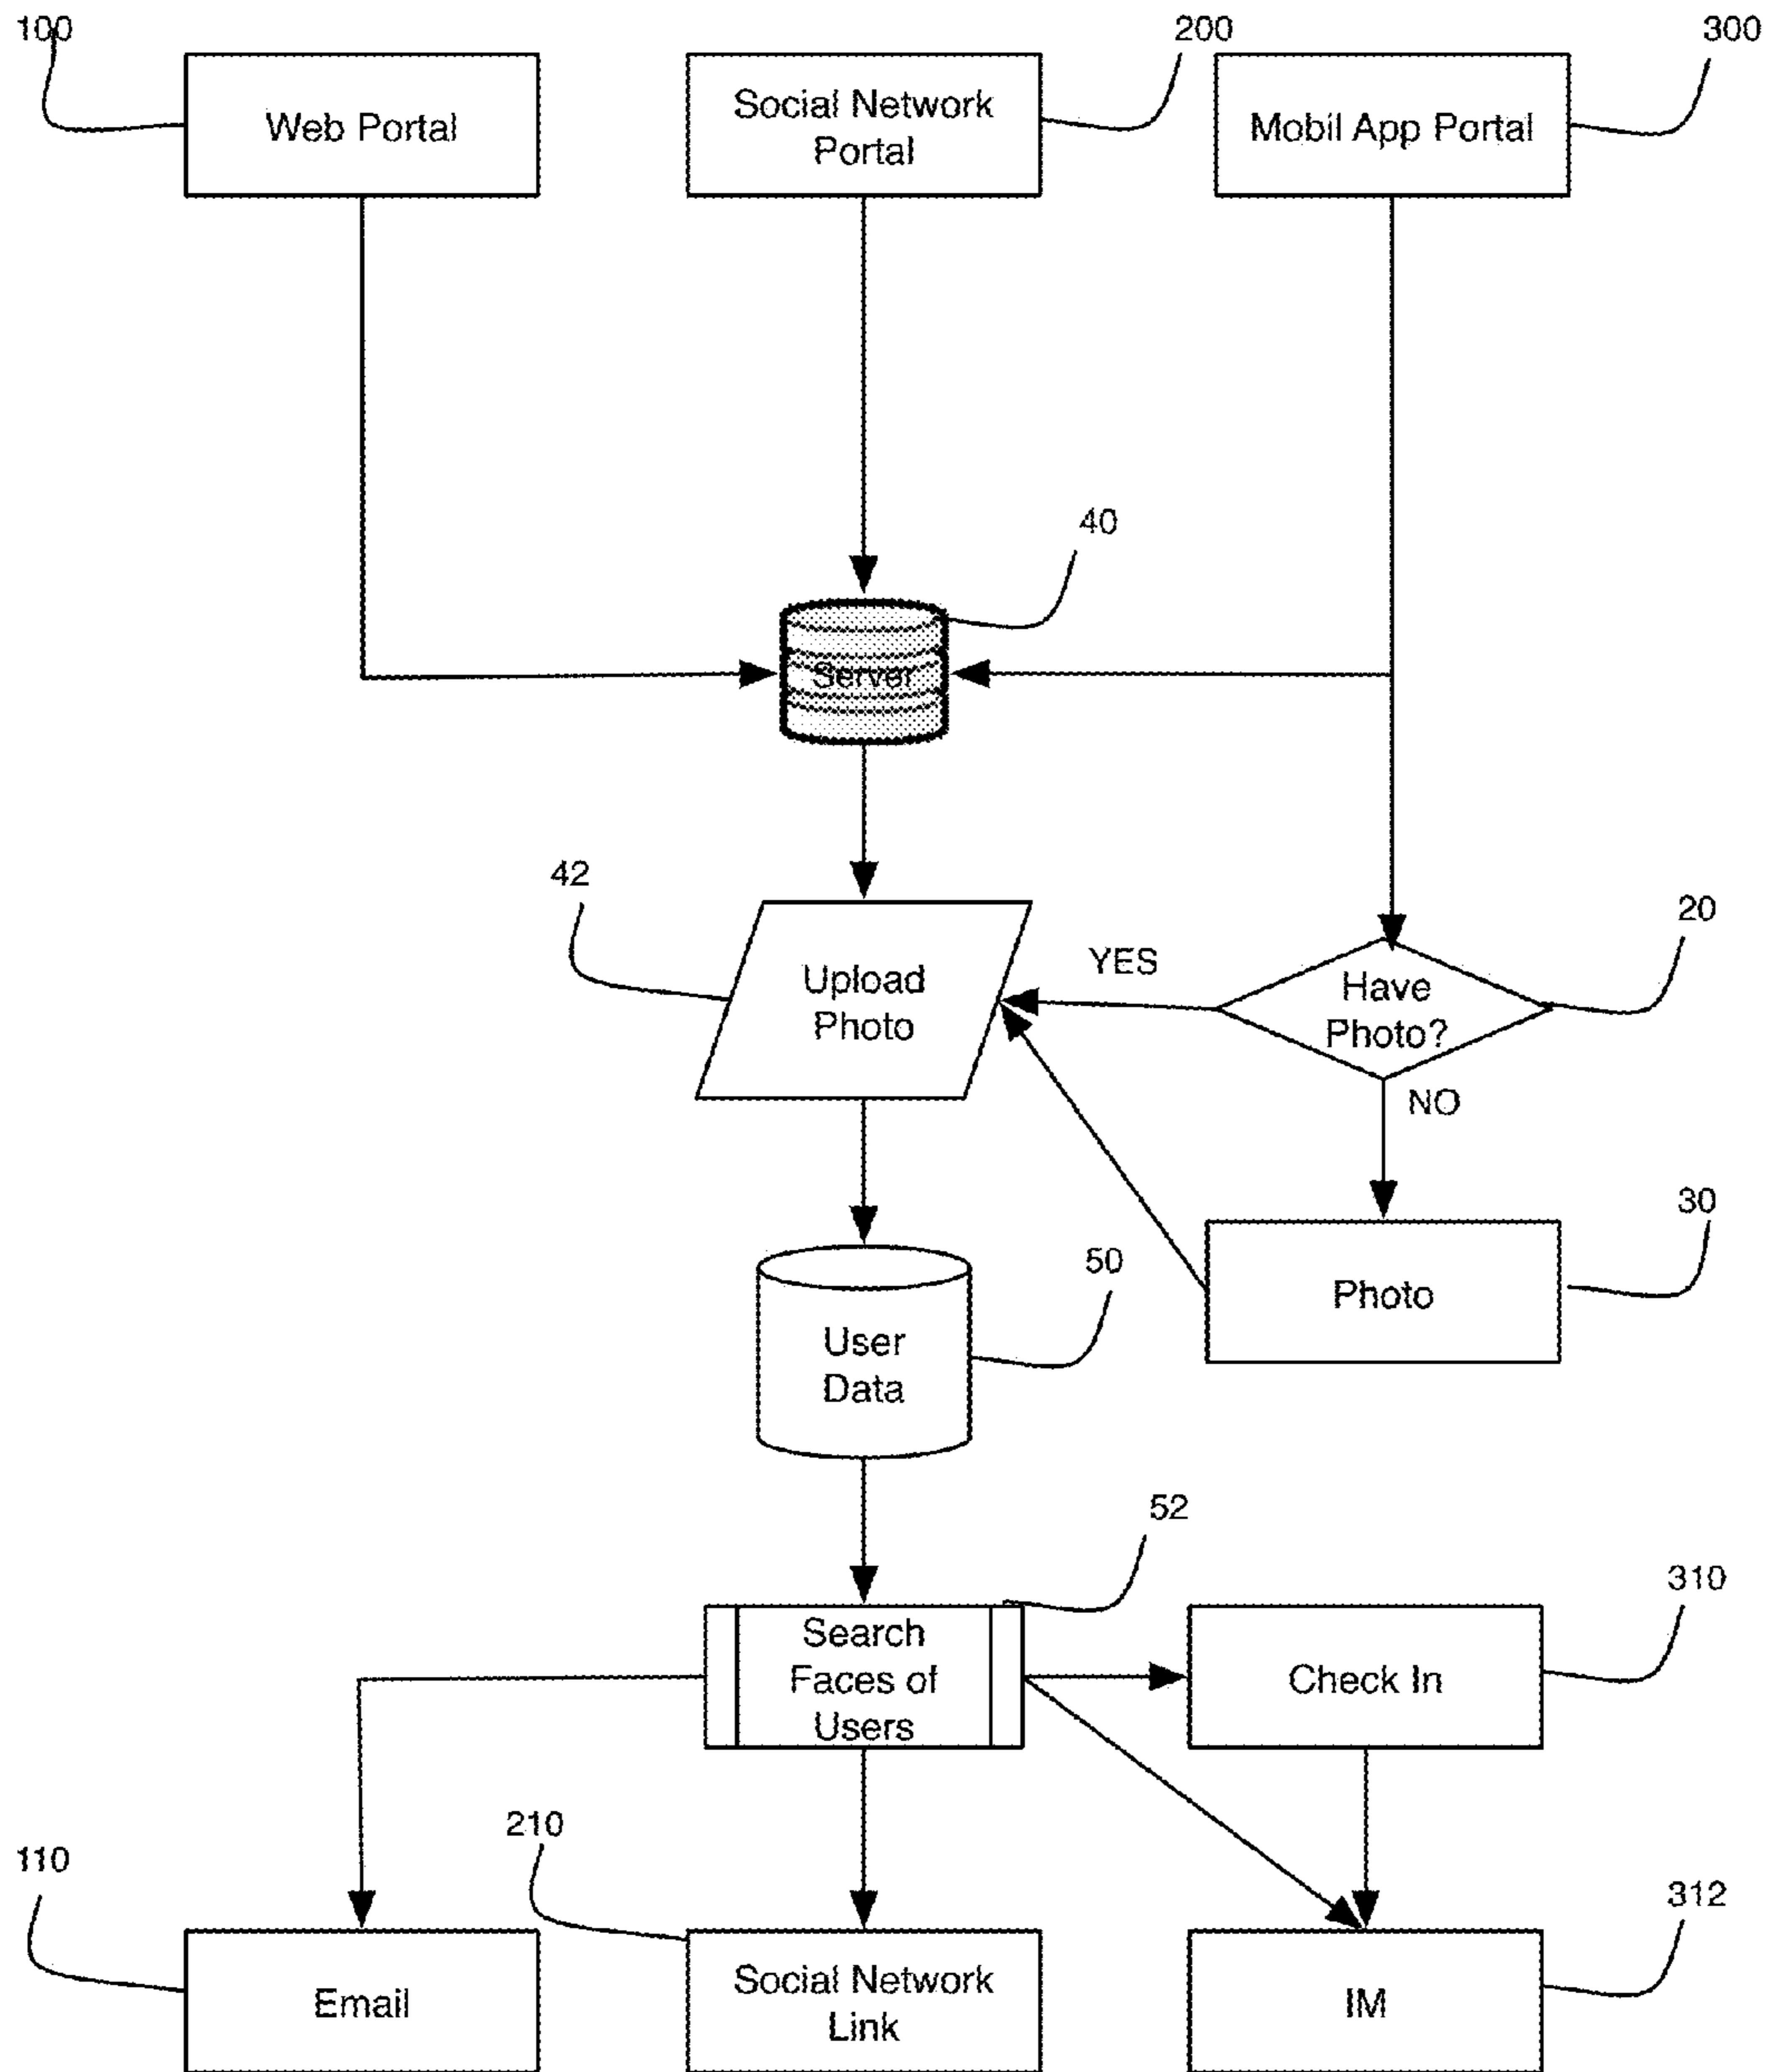 100
200
300
Web Portal
Social Network
Portal
Mobil App Portal
40
Server
42
20
Upload
Photo
YES
Have
Photo?
NO
30
Photo
50
User
Data
52
310
Search
Faces of
Users
Check In
110
210
312
Email
Social Network
Link
IM